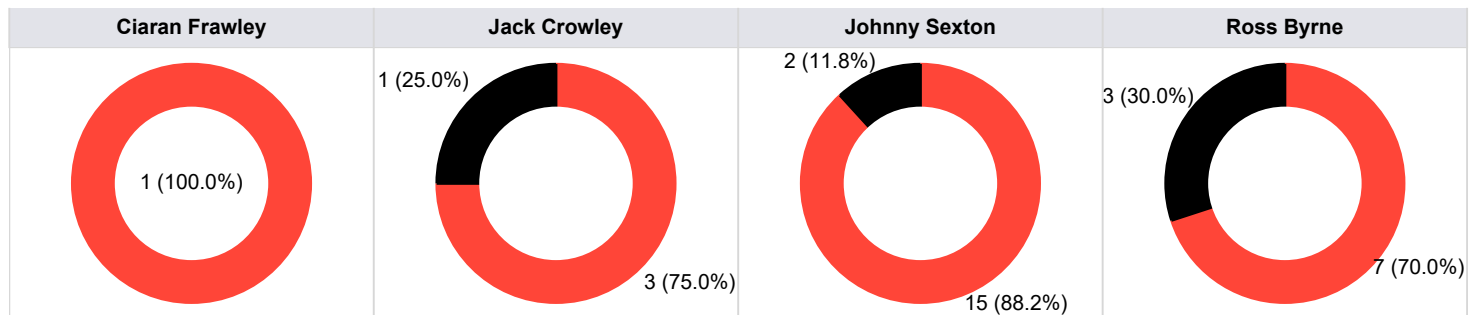 Ciaran Frawley
Jack Crowley
Johnny Sexton
Ross Byrne
1 (100.0%)
1 (25.0%)
3 (75.0%)
2 (11.8%)
15 (88.2%)
3 (30.0%)
7 (70.0%)